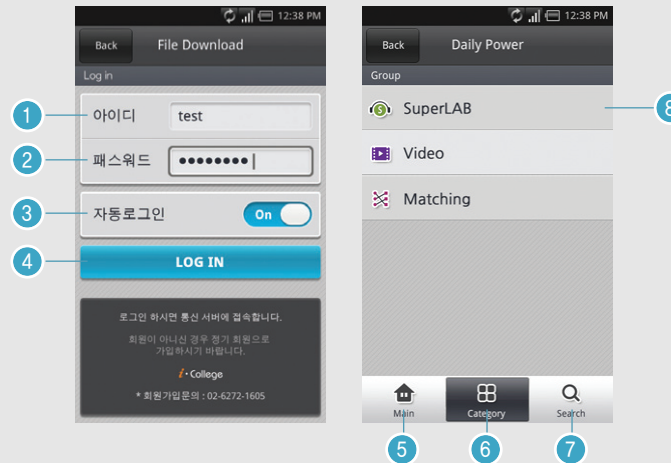 12:38 PM
Back
File Download
Log in
1
아이디
test
2
패스워드
3
자동로그인
On
4
LOG IN
로그인 하시면 통신 서버에 접속합니다.
회원이 아니신 경우 정기 회원으로
가입하시기 바랍니다.
i·College
* 회원가입문의 : 02-6272-1605
12:38 PM
Back
Daily Power
Group
SuperLAB
8
Video
Matching
Main
Category
Search
5
6
7